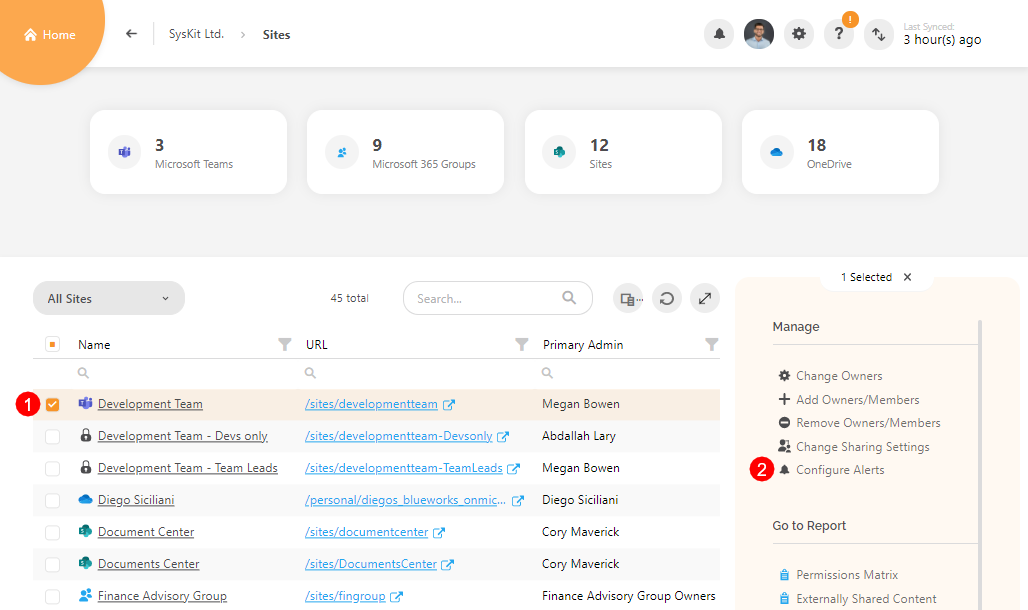 Home
SysKit Ltd. › Sites
!
?
Last Synced:
3 hour(s) ago
3
Microsoft Teams
9
Microsoft 365 Groups
12
Sites
18
OneDrive
1 Selected
All Sites
45 total
Search...
...
Name
URL
Primary Admin
1
Development Team /sites/developmentteam Megan Bowen
Development Team - Devs only /sites/developmentteam-Devsonly Abdallah Lary
Development Team - Team Leads /sites/developmentteam-TeamLeads Megan Bowen
Diego Siciliani /personal/diegos_blueworks_onmic... Diego Siciliani
Document Center /sites/documentcenter Cory Maverick
Documents Center /sites/DocumentsCenter Cory Maverick
Finance Advisory Group /sites/fingroup Finance Advisory Group Owners
Manage
Change Owners
Add Owners/Members
Remove Owners/Members
Change Sharing Settings
2
Configure Alerts
Go to Report
Permissions Matrix
Externally Shared Content